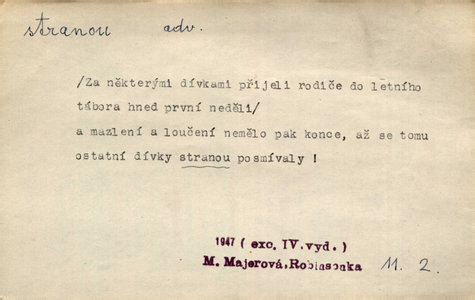 stranou adv.
/Za některými dívkami přijeli rodiče do letního
tábora hned první neděli/
a mazlení a loučení nemělo pak konce, až se tomu
ostatní dívky stranou posmívaly !
1947 ( exc. IV. vyd. )
M. Majerová, Robinsonka 11. 2.